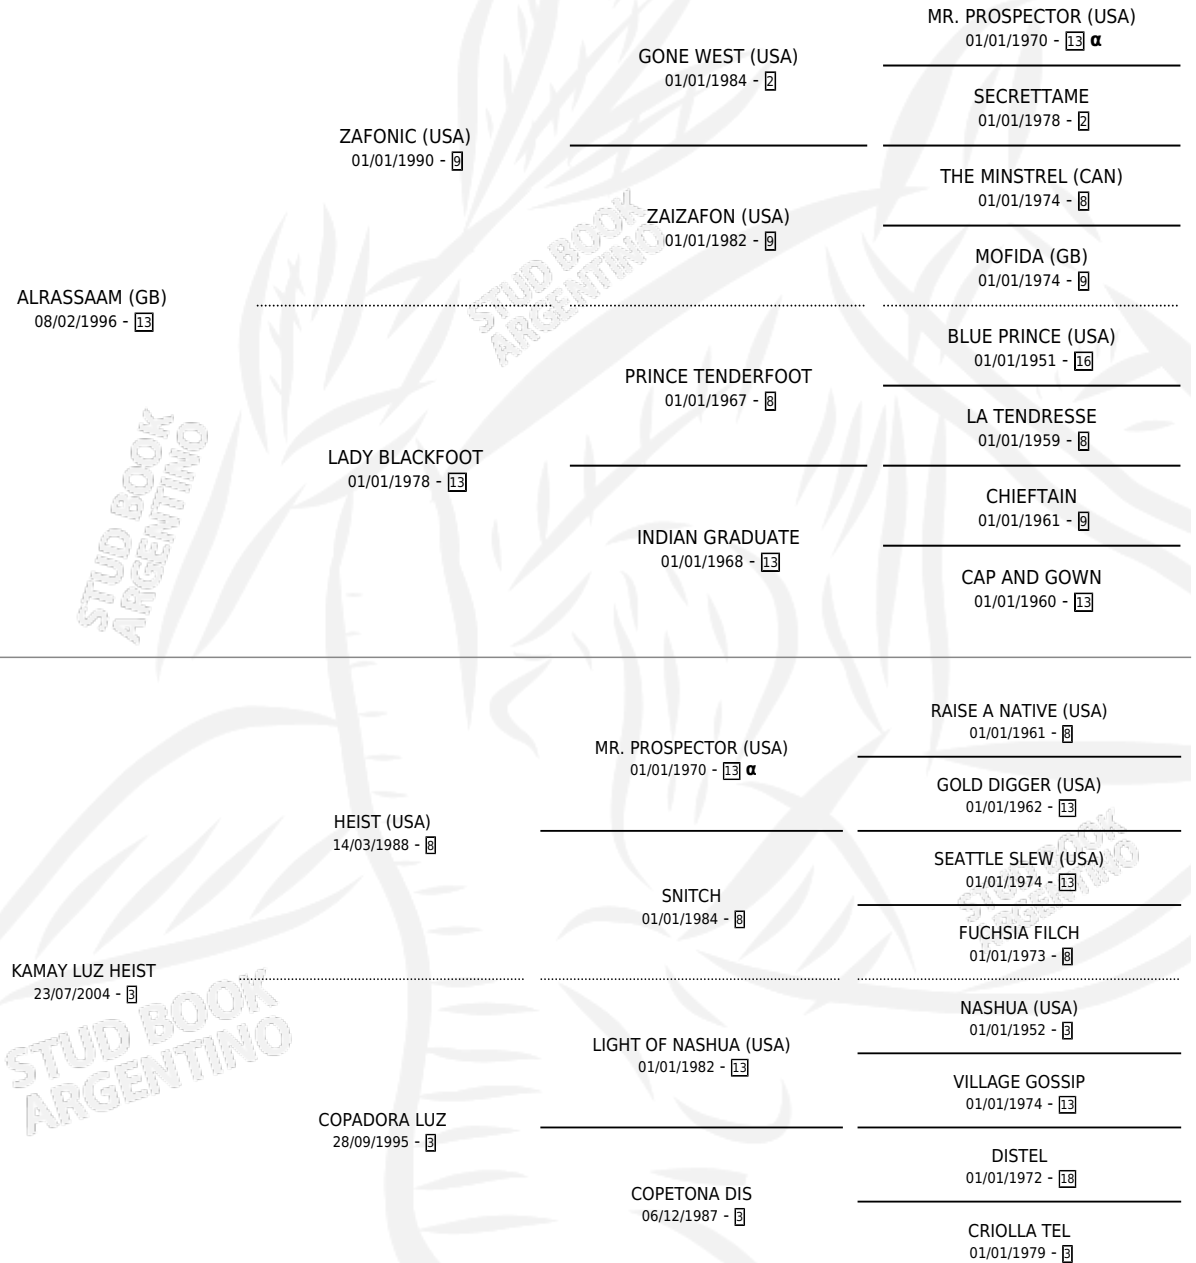 MR. PROSPECTOR (USA)
01/01/1970 - 13 α
GONE WEST (USA)
01/01/1984 - 2
SECRETTAME
01/01/1978 - 2
ZAFONIC (USA)
01/01/1990 - 9
THE MINSTREL (CAN)
01/01/1974 - 8
ZAIZAFON (USA)
01/01/1982 - 9
MOFIDA (GB)
01/01/1974 - 9
ALRASSAAM (GB)
08/02/1996 - 13
BLUE PRINCE (USA)
01/01/1951 - 16
PRINCE TENDERFOOT
01/01/1967 - 8
LA TENDRESSE
01/01/1959 - 8
LADY BLACKFOOT
01/01/1978 - 13
CHIEFTAIN
01/01/1961 - 9
INDIAN GRADUATE
01/01/1968 - 13
CAP AND GOWN
01/01/1960 - 13
RAISE A NATIVE (USA)
01/01/1961 - 8
MR. PROSPECTOR (USA)
01/01/1970 - 13 α
GOLD DIGGER (USA)
01/01/1962 - 13
HEIST (USA)
14/03/1988 - 8
SEATTLE SLEW (USA)
01/01/1974 - 13
SNITCH
01/01/1984 - 8
FUCHSIA FILCH
01/01/1973 - 8
KAMAY LUZ HEIST
23/07/2004 - 3
NASHUA (USA)
01/01/1952 - 3
LIGHT OF NASHUA (USA)
01/01/1982 - 13
VILLAGE GOSSIP
01/01/1974 - 13
COPADORA LUZ
28/09/1995 - 3
DISTEL
01/01/1972 - 18
COPETONA DIS
06/12/1987 - 3
CRIOLLA TEL
01/01/1979 - 3
STUD BOOK
ARGENTINO
STUD BOOK
ARGENTINO
STUD BOOK
ARGENTINO
STUD BOOK
ARGENTINO